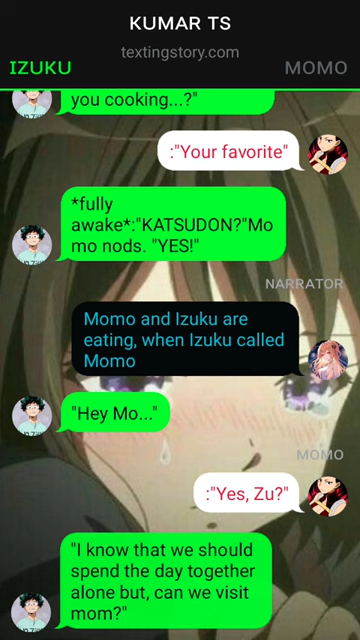 KUMAR TS
textingstory.com
IZUKU
MOMO
you cooking...?"
:"Your favorite"
*fully
awake*:"KATSUDON?"Mo
mo nods. "YES!"
NARRATOR
Momo and Izuku are
eating, when Izuku called
Momo
"Hey Mo..."
MOMO
:"Yes, Zu?"
"I know that we should
spend the day together
alone but, can we visit
mom?"